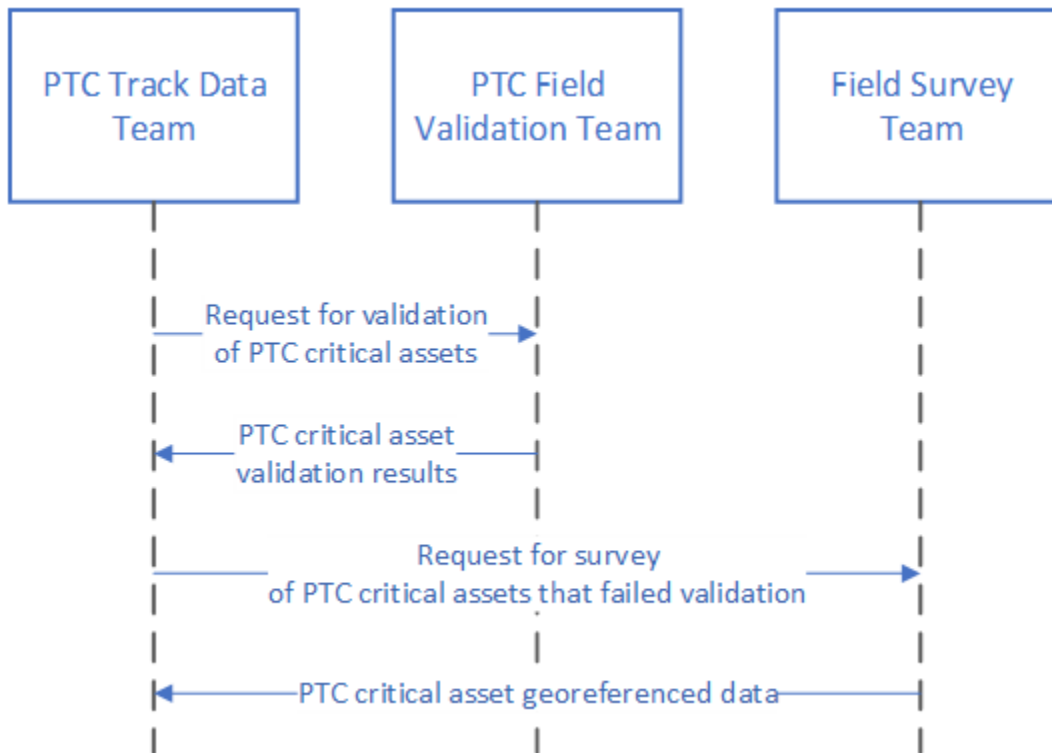 PTC Track Data
Team
PTC Field
Validation Team
Field Survey
Team
Request for validation
of PTC critical assets
PTC critical asset
validation results
Request for survey
of PTC critical assets that failed validation
PTC critical asset georeferenced data